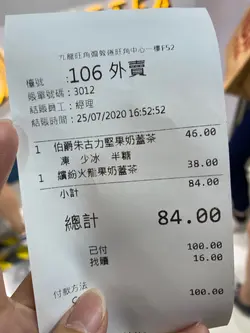 九龍旺角弼街旺角中心一樓F52
檯號 :106 外賣
賬單號碼 : 3012
結賬員工 : 經理
結賬時間 : 25/07/2020 16:52:52
1 伯爵朱古力堅果奶蓋茶 46.00
凍 少冰 半糖
1 繽紛火龍果奶蓋茶 38.00
小計 84.00
總計 84.00
已付 100.00
找贖 16.00
付款方法
100.00